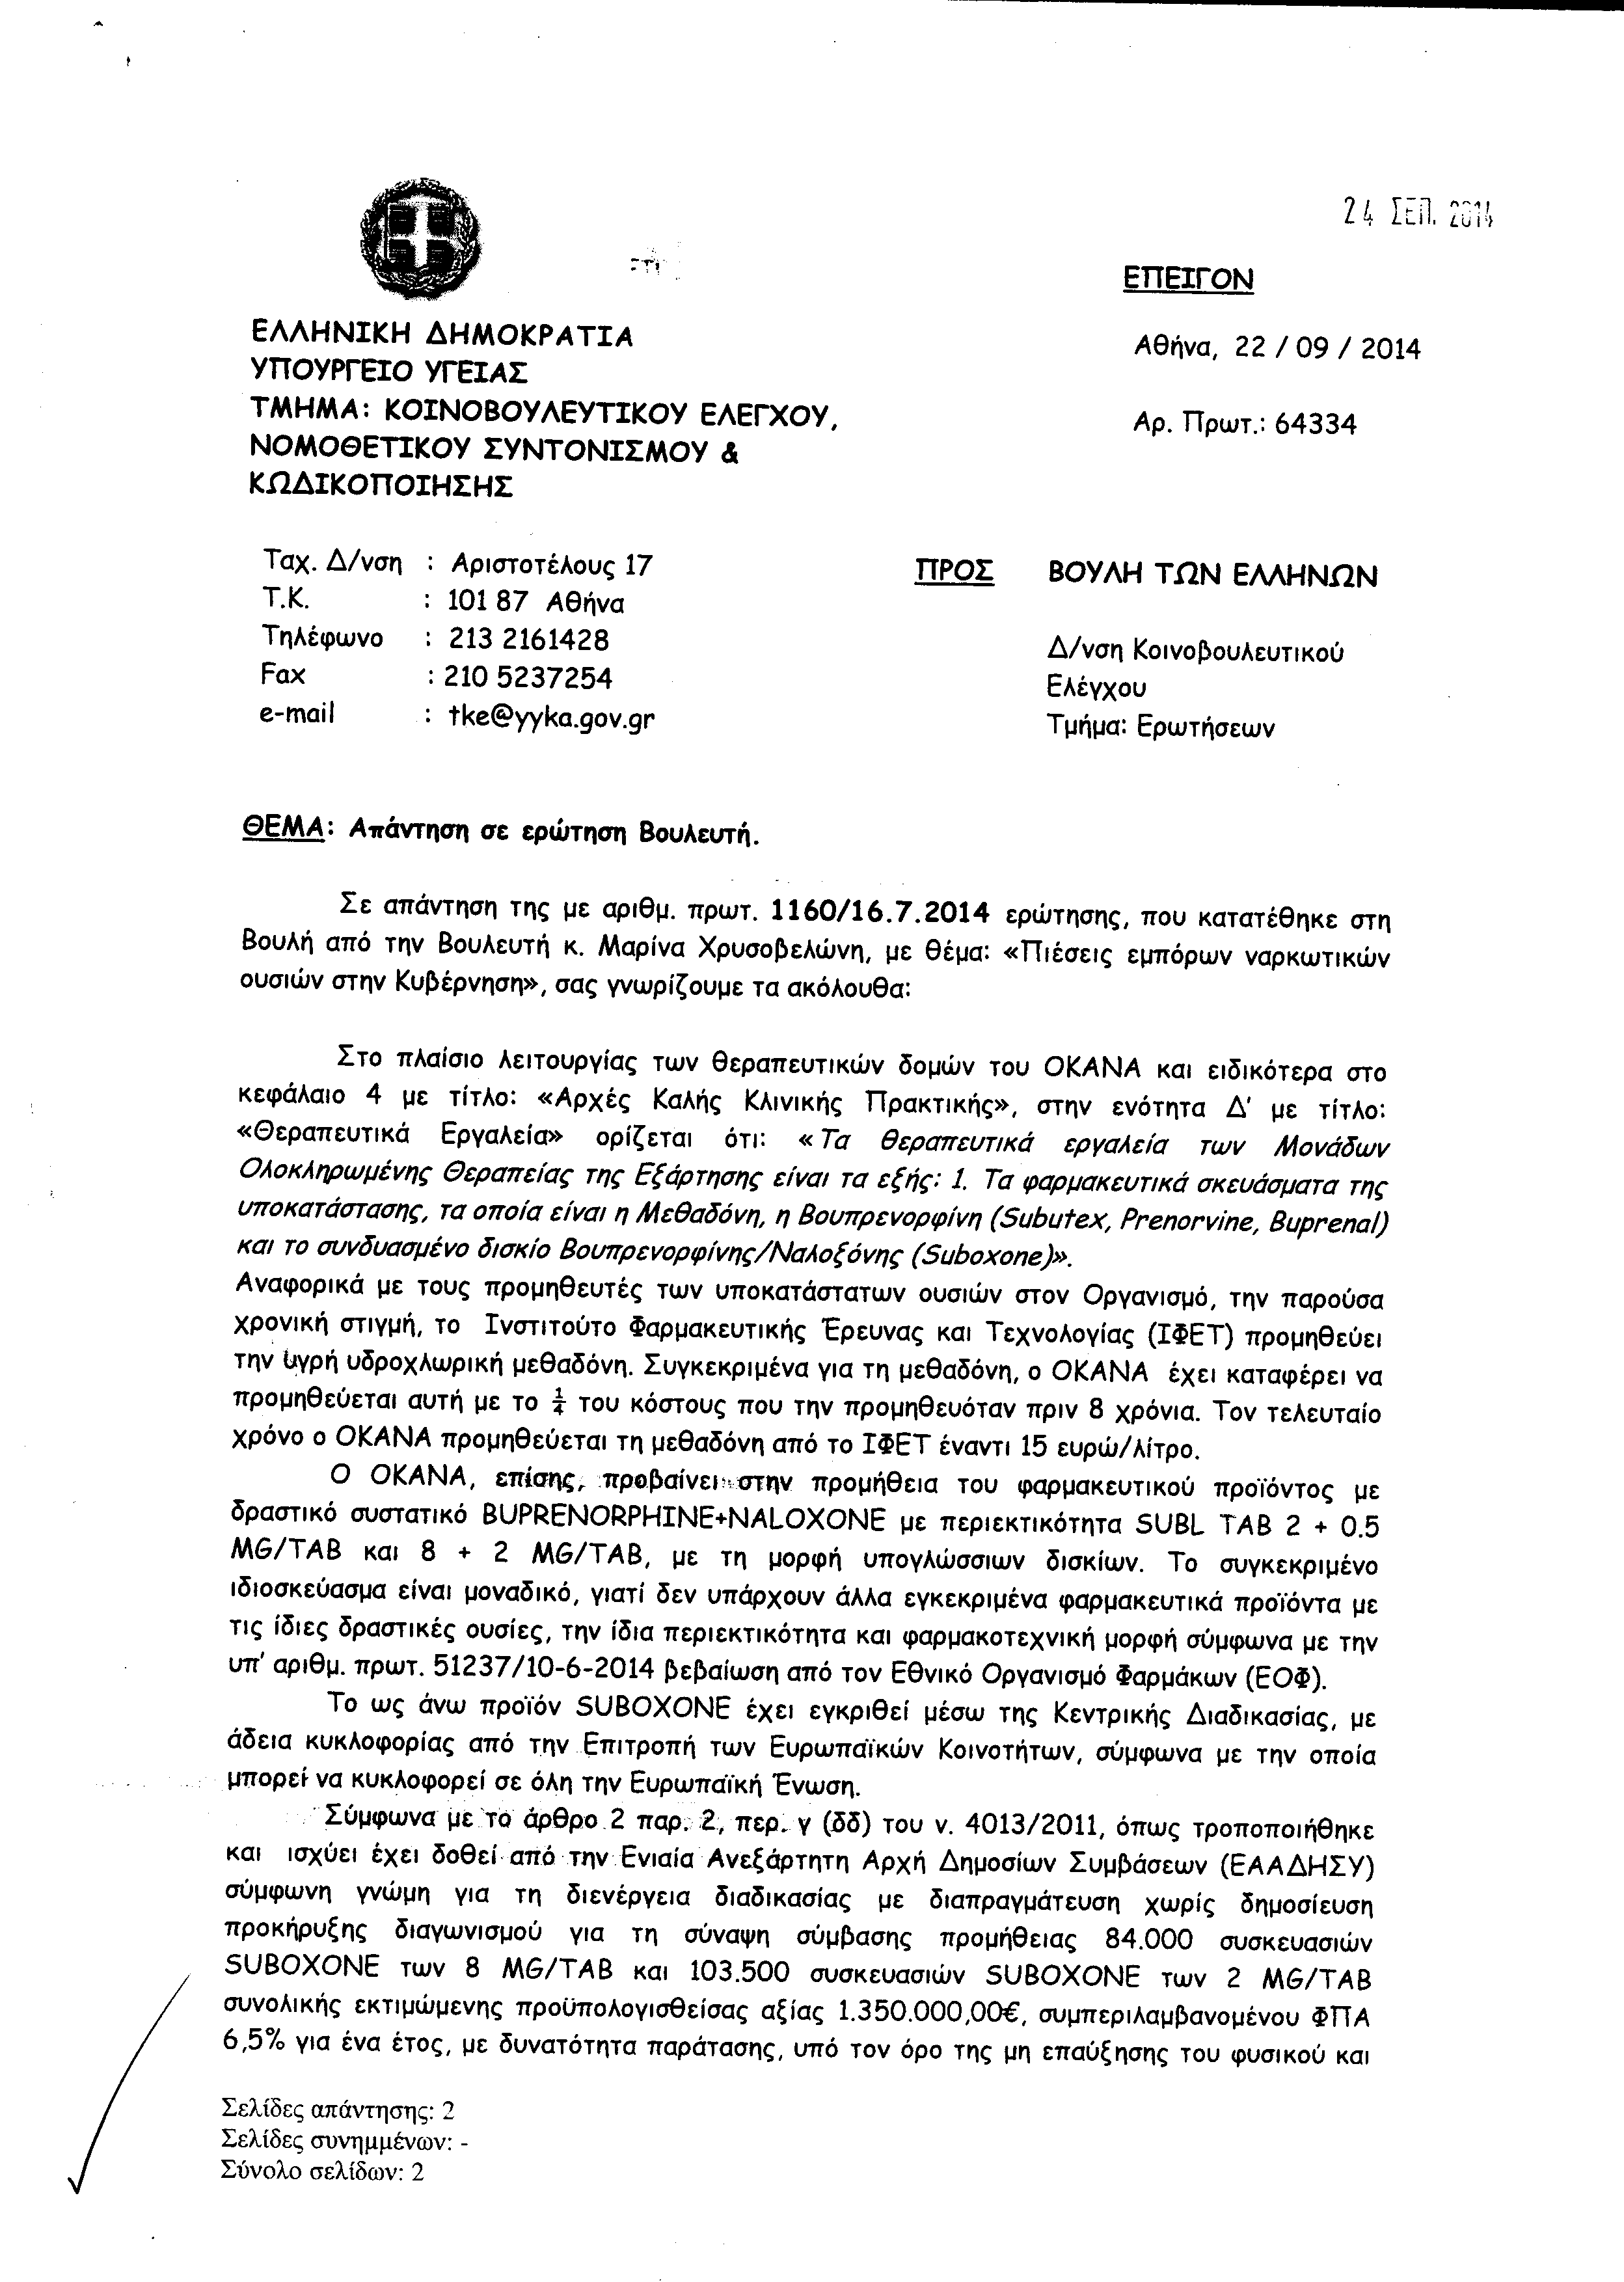 24 ΣΕΠ. 2014
ΕΠΕΙΓΟΝ
ΕΛΛΗΝΙΚΗ ΔΗΜΟΚΡΑΤΙΑ
ΥΠΟΥΡΓΕΙΟ ΥΓΕΙΑΣ
ΤΜΗΜΑ: ΚΟΙΝΟΒΟΥΛΕΥΤΙΚΟΥ ΕΛΕΓΧΟΥ,
ΝΟΜΟΘΕΤΙΚΟΥ ΣΥΝΤΟΝΙΣΜΟΥ &
ΚΩΔΙΚΟΠΟΙΗΣΗΣ
Αθήνα, 22 / 09 / 2014
Αρ. Πρωτ.: 64334
Ταχ. Δ/νση : Αριστοτέλους 17
Τ.Κ. : 101 87 Αθήνα
Τηλέφωνο : 213 2161428
Fax : 210 5237254
e-mail : tke@yyka.gov.gr
ΠΡΟΣ ΒΟΥΛΗ ΤΩΝ ΕΛΛΗΝΩΝ
Δ/νση Κοινοβουλευτικού
Ελέγχου
Τμήμα: Ερωτήσεων
ΘΕΜΑ: Απάντηση σε ερώτηση Βουλευτή.
Σε απάντηση της με αριθμ. πρωτ. 1160/16.7.2014 ερώτησης, που κατατέθηκε στη
Βουλή από την Βουλευτή κ. Μαρίνα Χρυσοβελώνη, με θέμα: «Πιέσεις εμπόρων ναρκωτικών
ουσιών στην Κυβέρνηση», σας γνωρίζουμε τα ακόλουθα:
Στο πλαίσιο λειτουργίας των θεραπευτικών δομών του ΟΚΑΝΑ και ειδικότερα στο
κεφάλαιο 4 με τίτλο: «Αρχές Καλής Κλινικής Πρακτικής», στην ενότητα Δ' με τίτλο:
«Θεραπευτικά Εργαλεία» ορίζεται ότι: «Τα θεραπευτικά εργαλεία των Μονάδων
Ολοκληρωμένης Θεραπείας της Εξάρτησης είναι τα εξής: 1. Τα φαρμακευτικά σκευάσματα της
υποκατάστασης, τα οποία είναι η Μεθαδόνη, η Βουπρενορφίνη (Subutex, Prenorvine, Buprenal)
και το συνδυασμένο δισκίο Βουπρενορφίνης/Ναλοξόνης (Suboxone)».
Αναφορικά με τους προμηθευτές των υποκατάστατων ουσιών στον Οργανισμό, την παρούσα
χρονική στιγμή, το Ινστιτούτο Φαρμακευτικής Έρευνας και Τεχνολογίας (ΙΦΕΤ) προμηθεύει
την υγρή υδροχλωρική μεθαδόνη. Συγκεκριμένα για τη μεθαδόνη, ο ΟΚΑΝΑ έχει καταφέρει να
προμηθεύεται αυτή με το ¼ του κόστους που την προμηθευόταν πριν 8 χρόνια. Τον τελευταίο
χρόνο ο ΟΚΑΝΑ προμηθεύεται τη μεθαδόνη από το ΙΦΕΤ έναντι 15 ευρώ/λίτρο.
Ο ΟΚΑΝΑ, επίσης, προβαίνει στην προμήθεια του φαρμακευτικού προϊόντος με
δραστικό συστατικό BUPRENORPHINE+NALOXONE με περιεκτικότητα SUBL TAB 2 + 0.5
MG/TAB και 8 + 2 MG/TAB, με τη μορφή υπογλώσσιων δισκίων. Το συγκεκριμένο
ιδιοσκεύασμα είναι μοναδικό, γιατί δεν υπάρχουν άλλα εγκεκριμένα φαρμακευτικά προϊόντα με
τις ίδιες δραστικές ουσίες, την ίδια περιεκτικότητα και φαρμακοτεχνική μορφή σύμφωνα με την
υπ' αριθμ. πρωτ. 51237/10-6-2014 βεβαίωση από τον Εθνικό Οργανισμό Φαρμάκων (ΕΟΦ).
Το ως άνω προϊόν SUBOXONE έχει εγκριθεί μέσω της Κεντρικής Διαδικασίας, με
άδεια κυκλοφορίας από την Επιτροπή των Ευρωπαϊκών Κοινοτήτων, σύμφωνα με την οποία
μπορεί να κυκλοφορεί σε όλη την Ευρωπαϊκή Ένωση.
Σύμφωνα με το άρθρο 2 παρ. 2, περ. γ (δδ) του ν. 4013/2011, όπως τροποποιήθηκε
και ισχύει έχει δοθεί από την Ενιαία Ανεξάρτητη Αρχή Δημοσίων Συμβάσεων (ΕΑΑΔΗΣΥ)
σύμφωνη γνώμη για τη διενέργεια διαδικασίας με διαπραγμάτευση χωρίς δημοσίευση
προκήρυξης διαγωνισμού για τη σύναψη σύμβασης προμήθειας 84.000 συσκευασιών
SUBOXONE των 8 MG/TAB και 103.500 συσκευασιών SUBOXONE των 2 MG/TAB
συνολικής εκτιμώμενης προϋπολογισθείσας αξίας 1.350.000,00€, συμπεριλαμβανομένου ΦΠΑ
6,5% για ένα έτος, με δυνατότητα παράτασης, υπό τον όρο της μη επαύξησης του φυσικού και
Σελίδες απάντησης: 2
Σελίδες συνημμένων: -
Σύνολο σελίδων: 2